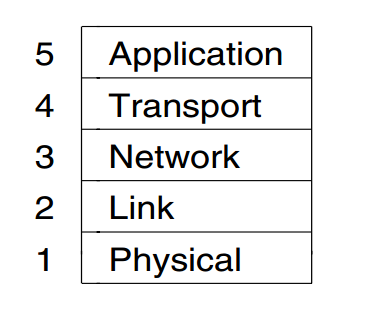 5 Application
4 Transport
3 Network
2 Link
1 Physical